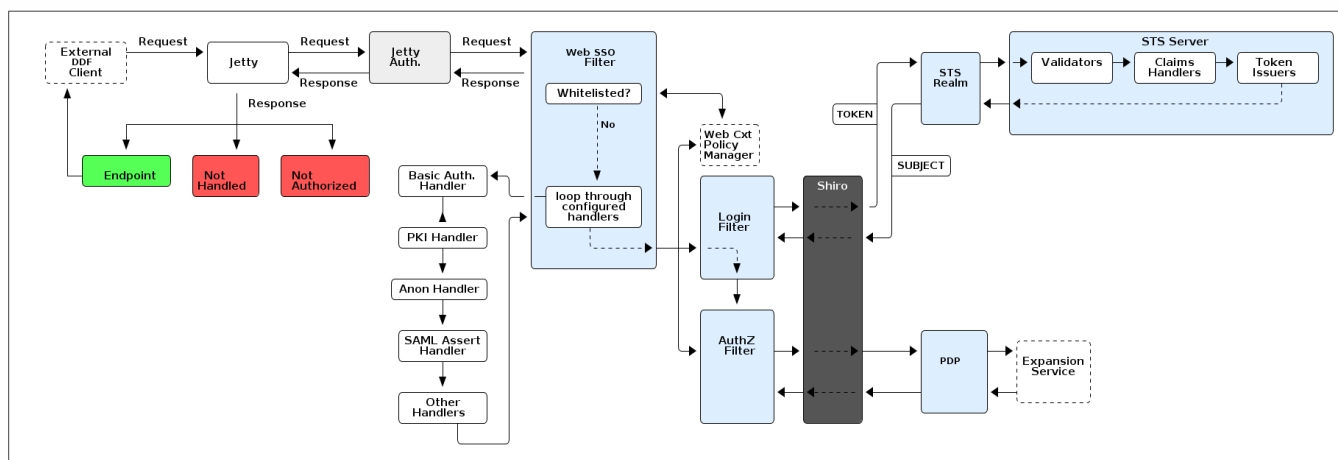 External
DDF
Client
Request
Jetty
Request
Response
Jetty
Auth.
Request
Response
Response
Endpoint
Not
Handled
Not
Authorized
Web SSO
Filter
Whitelisted?
No
loop through
configured
handlers
Basic Auth.
Handler
PKI Handler
Anon Handler
SAML Assert
Handler
Other
Handlers
Web Cxt
Policy
Manager
Login
Filter
AuthZ
Filter
Shiro
TOKEN
SUBJECT
STS
Realm
STS Server
Validators
Claims
Handlers
Token
Issuers
PDP
Expansion
Service